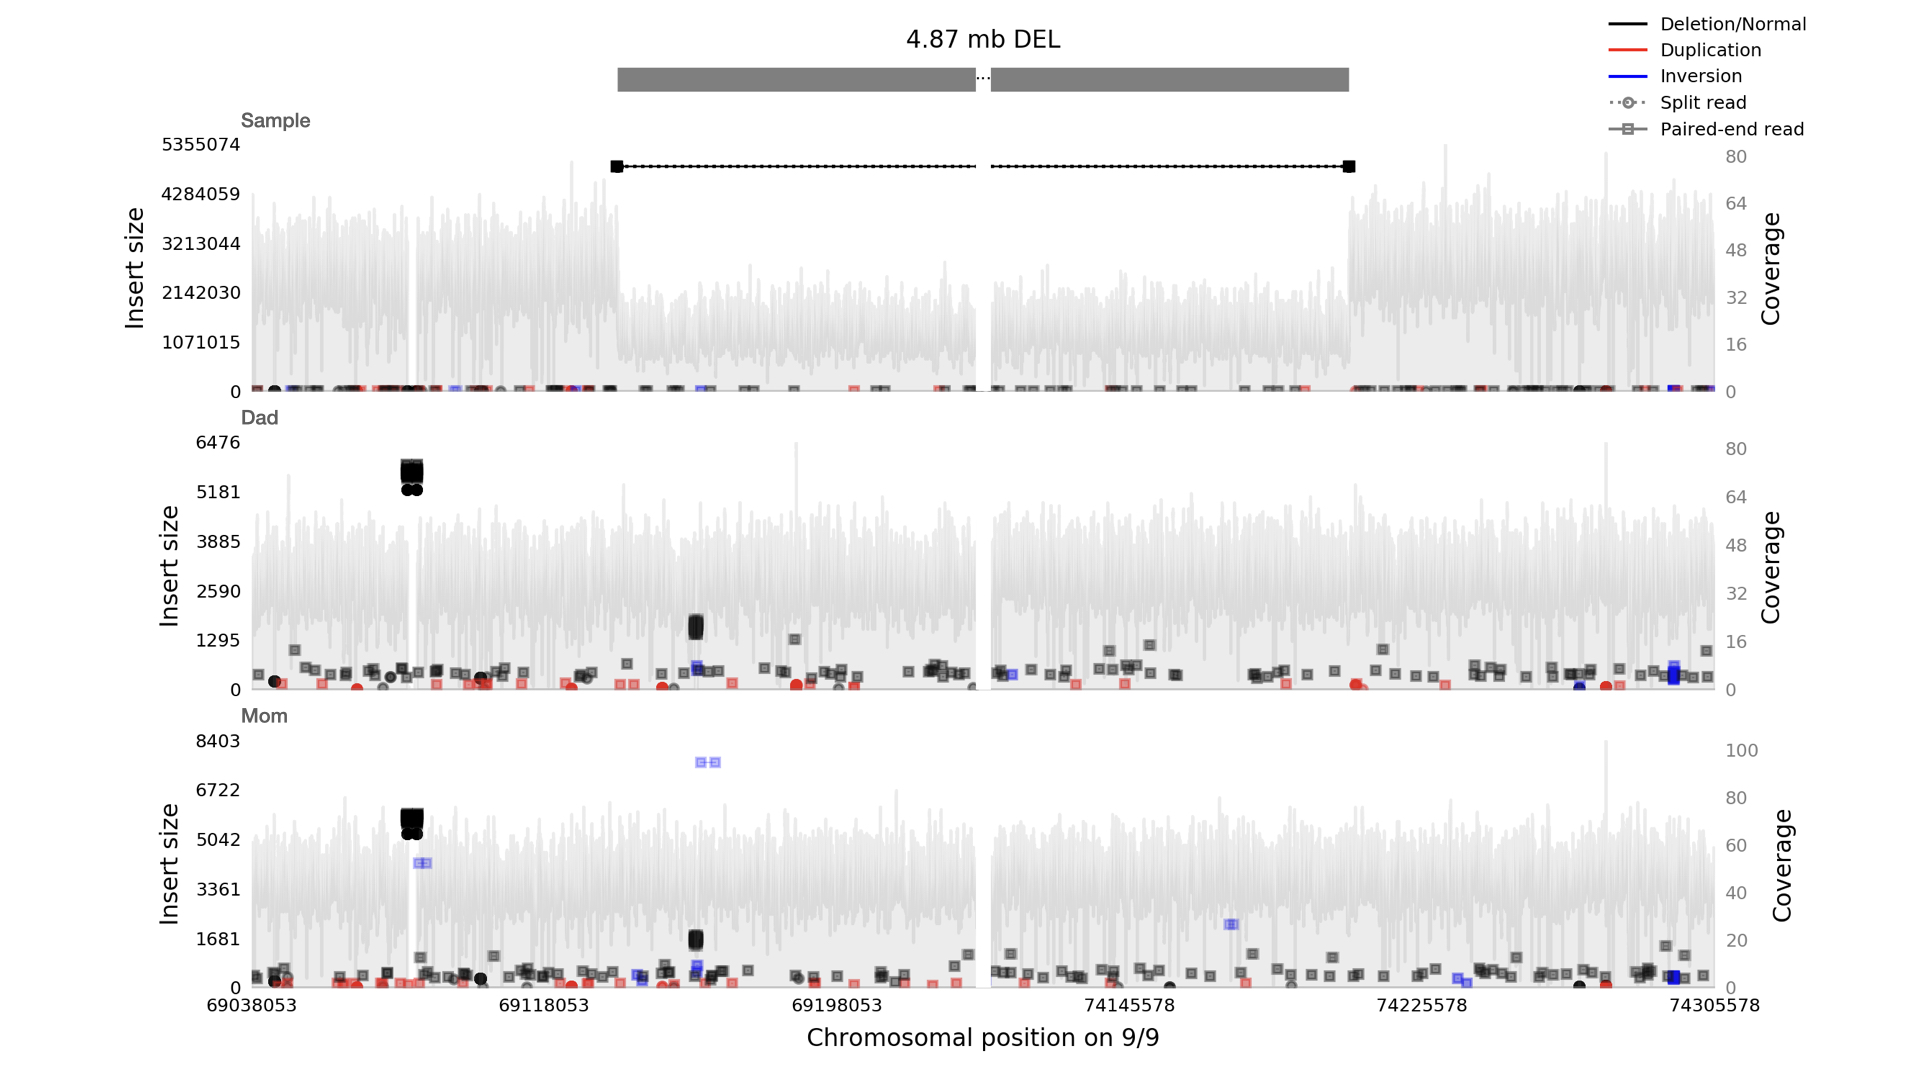 4.87 mb DEL
Deletion/Normal
Duplication
Inversion
Split read
Paired-end read
Sample
5355074
4284059
3213044
2142030
1071015
0
Insert size
80
64
48
32
16
0
Coverage
Dad
6476
5181
3885
2590
1295
0
Insert size
80
64
48
32
16
0
Coverage
Mom
8403
6722
5042
3361
1681
0
Insert size
100
80
60
40
20
0
Coverage
69038053
69118053
69198053
74145578
74225578
74305578
Chromosomal position on 9/9